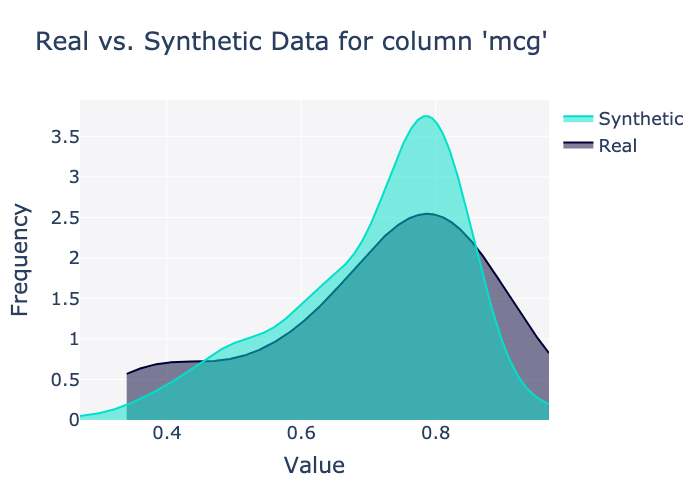 Real vs. Synthetic Data for column 'mcg'
Synthetic
Real
Frequency
3.5
3
2.5
2
1.5
1
0.5
0
0.4
0.6
0.8
Value